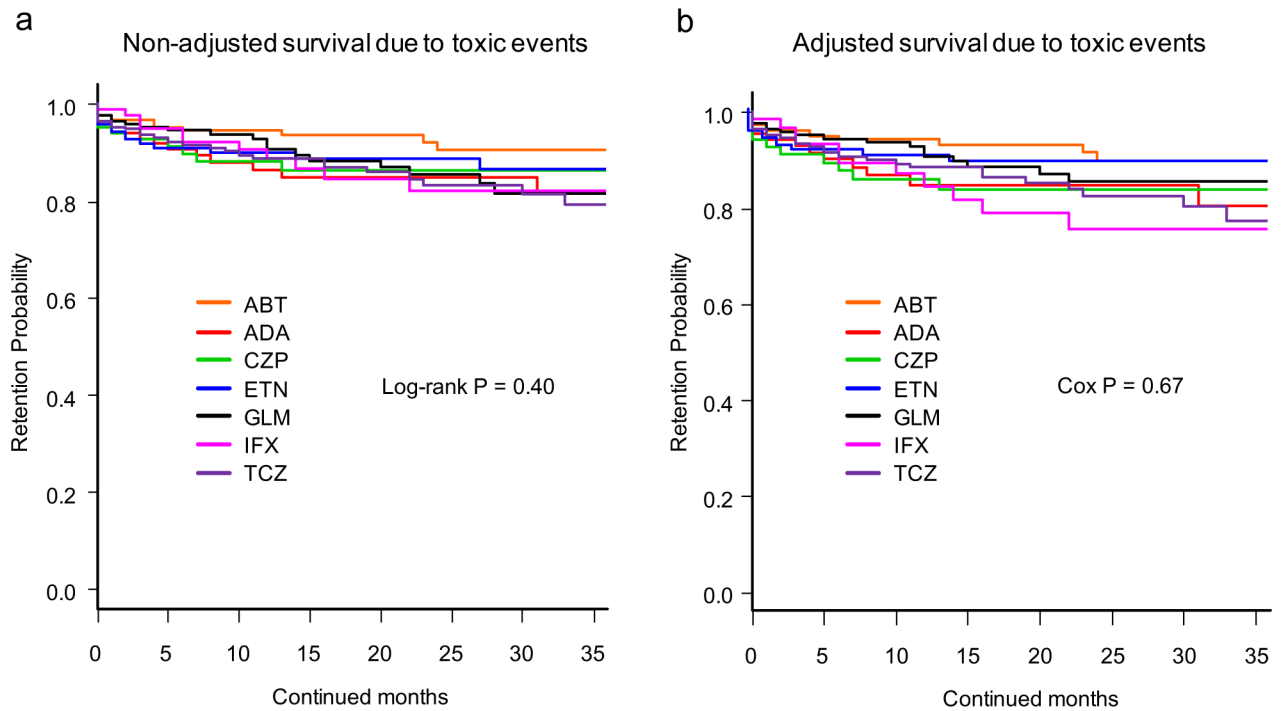 a
Non-adjusted survival due to toxic events
1.0
0.8
0.6
0.4
0.2
0.0
Retention Probability
ABT
ADA
CZP
ETN
GLM
IFX
TCZ
Log-rank P = 0.40
0 5 10 15 20 25 30 35
Continued months
b
Adjusted survival due to toxic events
1.0
0.8
0.6
0.4
0.2
0.0
Retention Probability
ABT
ADA
CZP
ETN
GLM
IFX
TCZ
Cox P = 0.67
0 5 10 15 20 25 30 35
Continued months